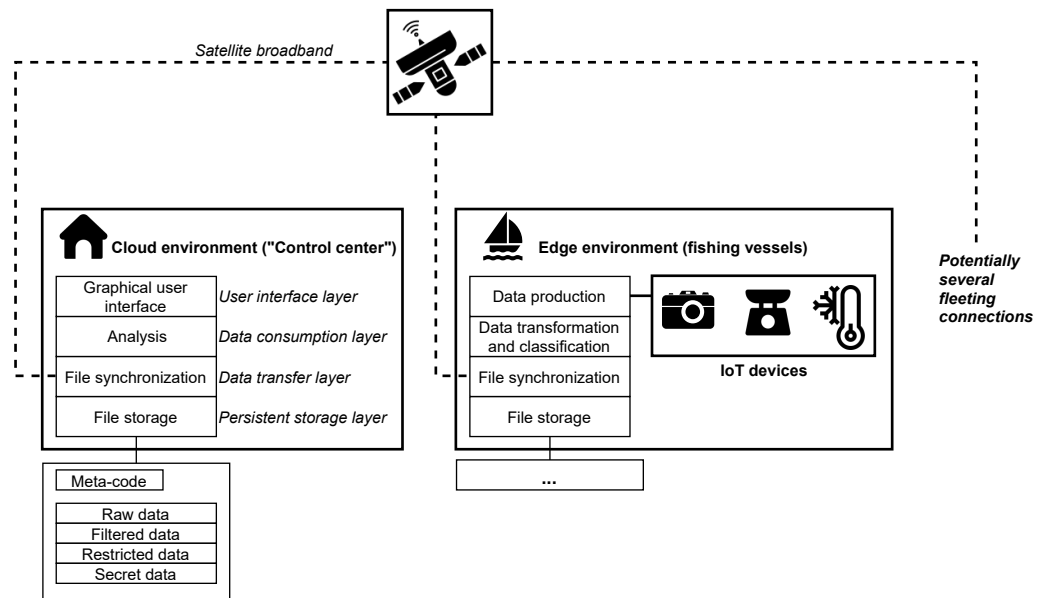 Satellite broadband
Cloud environment ("Control center")
Graphical user
interface
User interface layer
Analysis
Data consumption layer
File synchronization
Data transfer layer
File storage
Persistent storage layer
Meta-code
Raw data
Filtered data
Restricted data
Secret data
Edge environment (fishing vessels)
Data production
Data transformation
and classification
File synchronization
File storage
...
IoT devices
Potentially
several
fleeting
connections